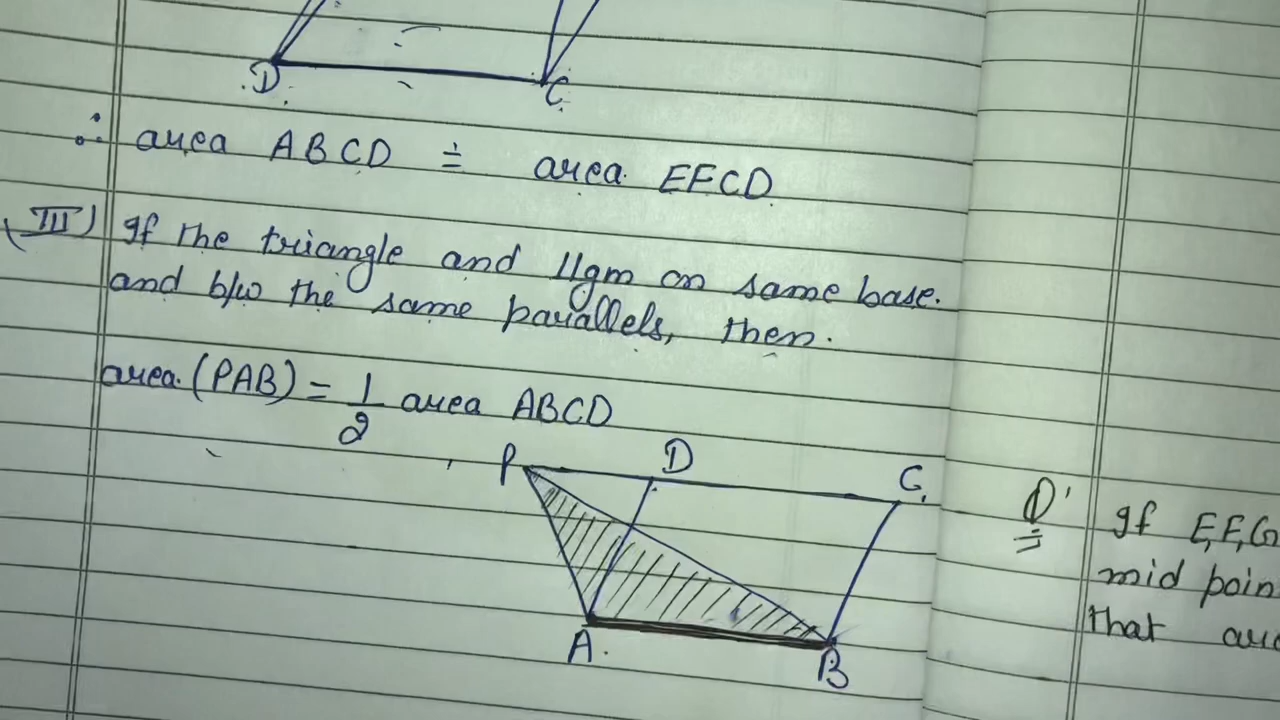 D. C.
∴ area ABCD = area EFCD
(III) If the triangle and ||gm on same base.
and b/w the same parallels, then.
area (PAB) = 1/2 area ABCD
P D C.
A. B
Q' If E,F,G
mid poin
that